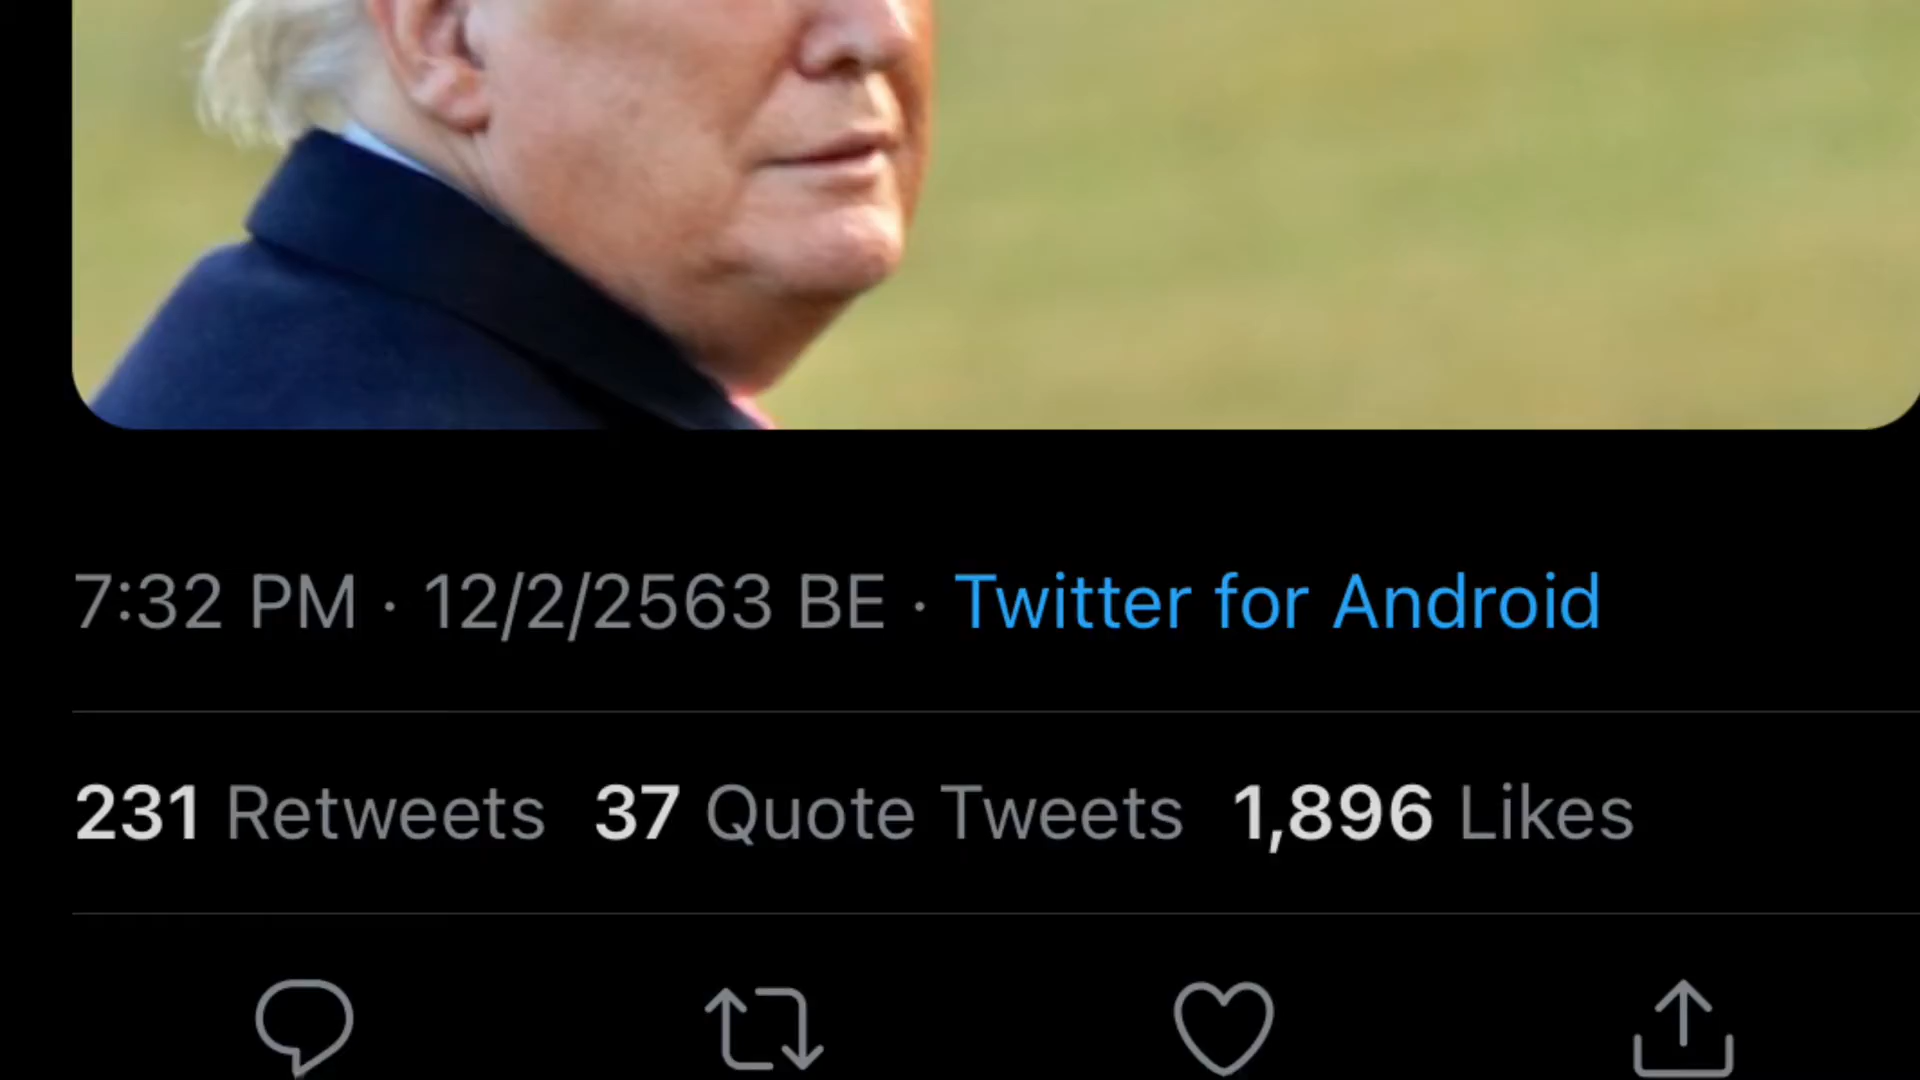 7:32 PM · 12/2/2563 BE · Twitter for Android
231 Retweets 37 Quote Tweets 1,896 Likes